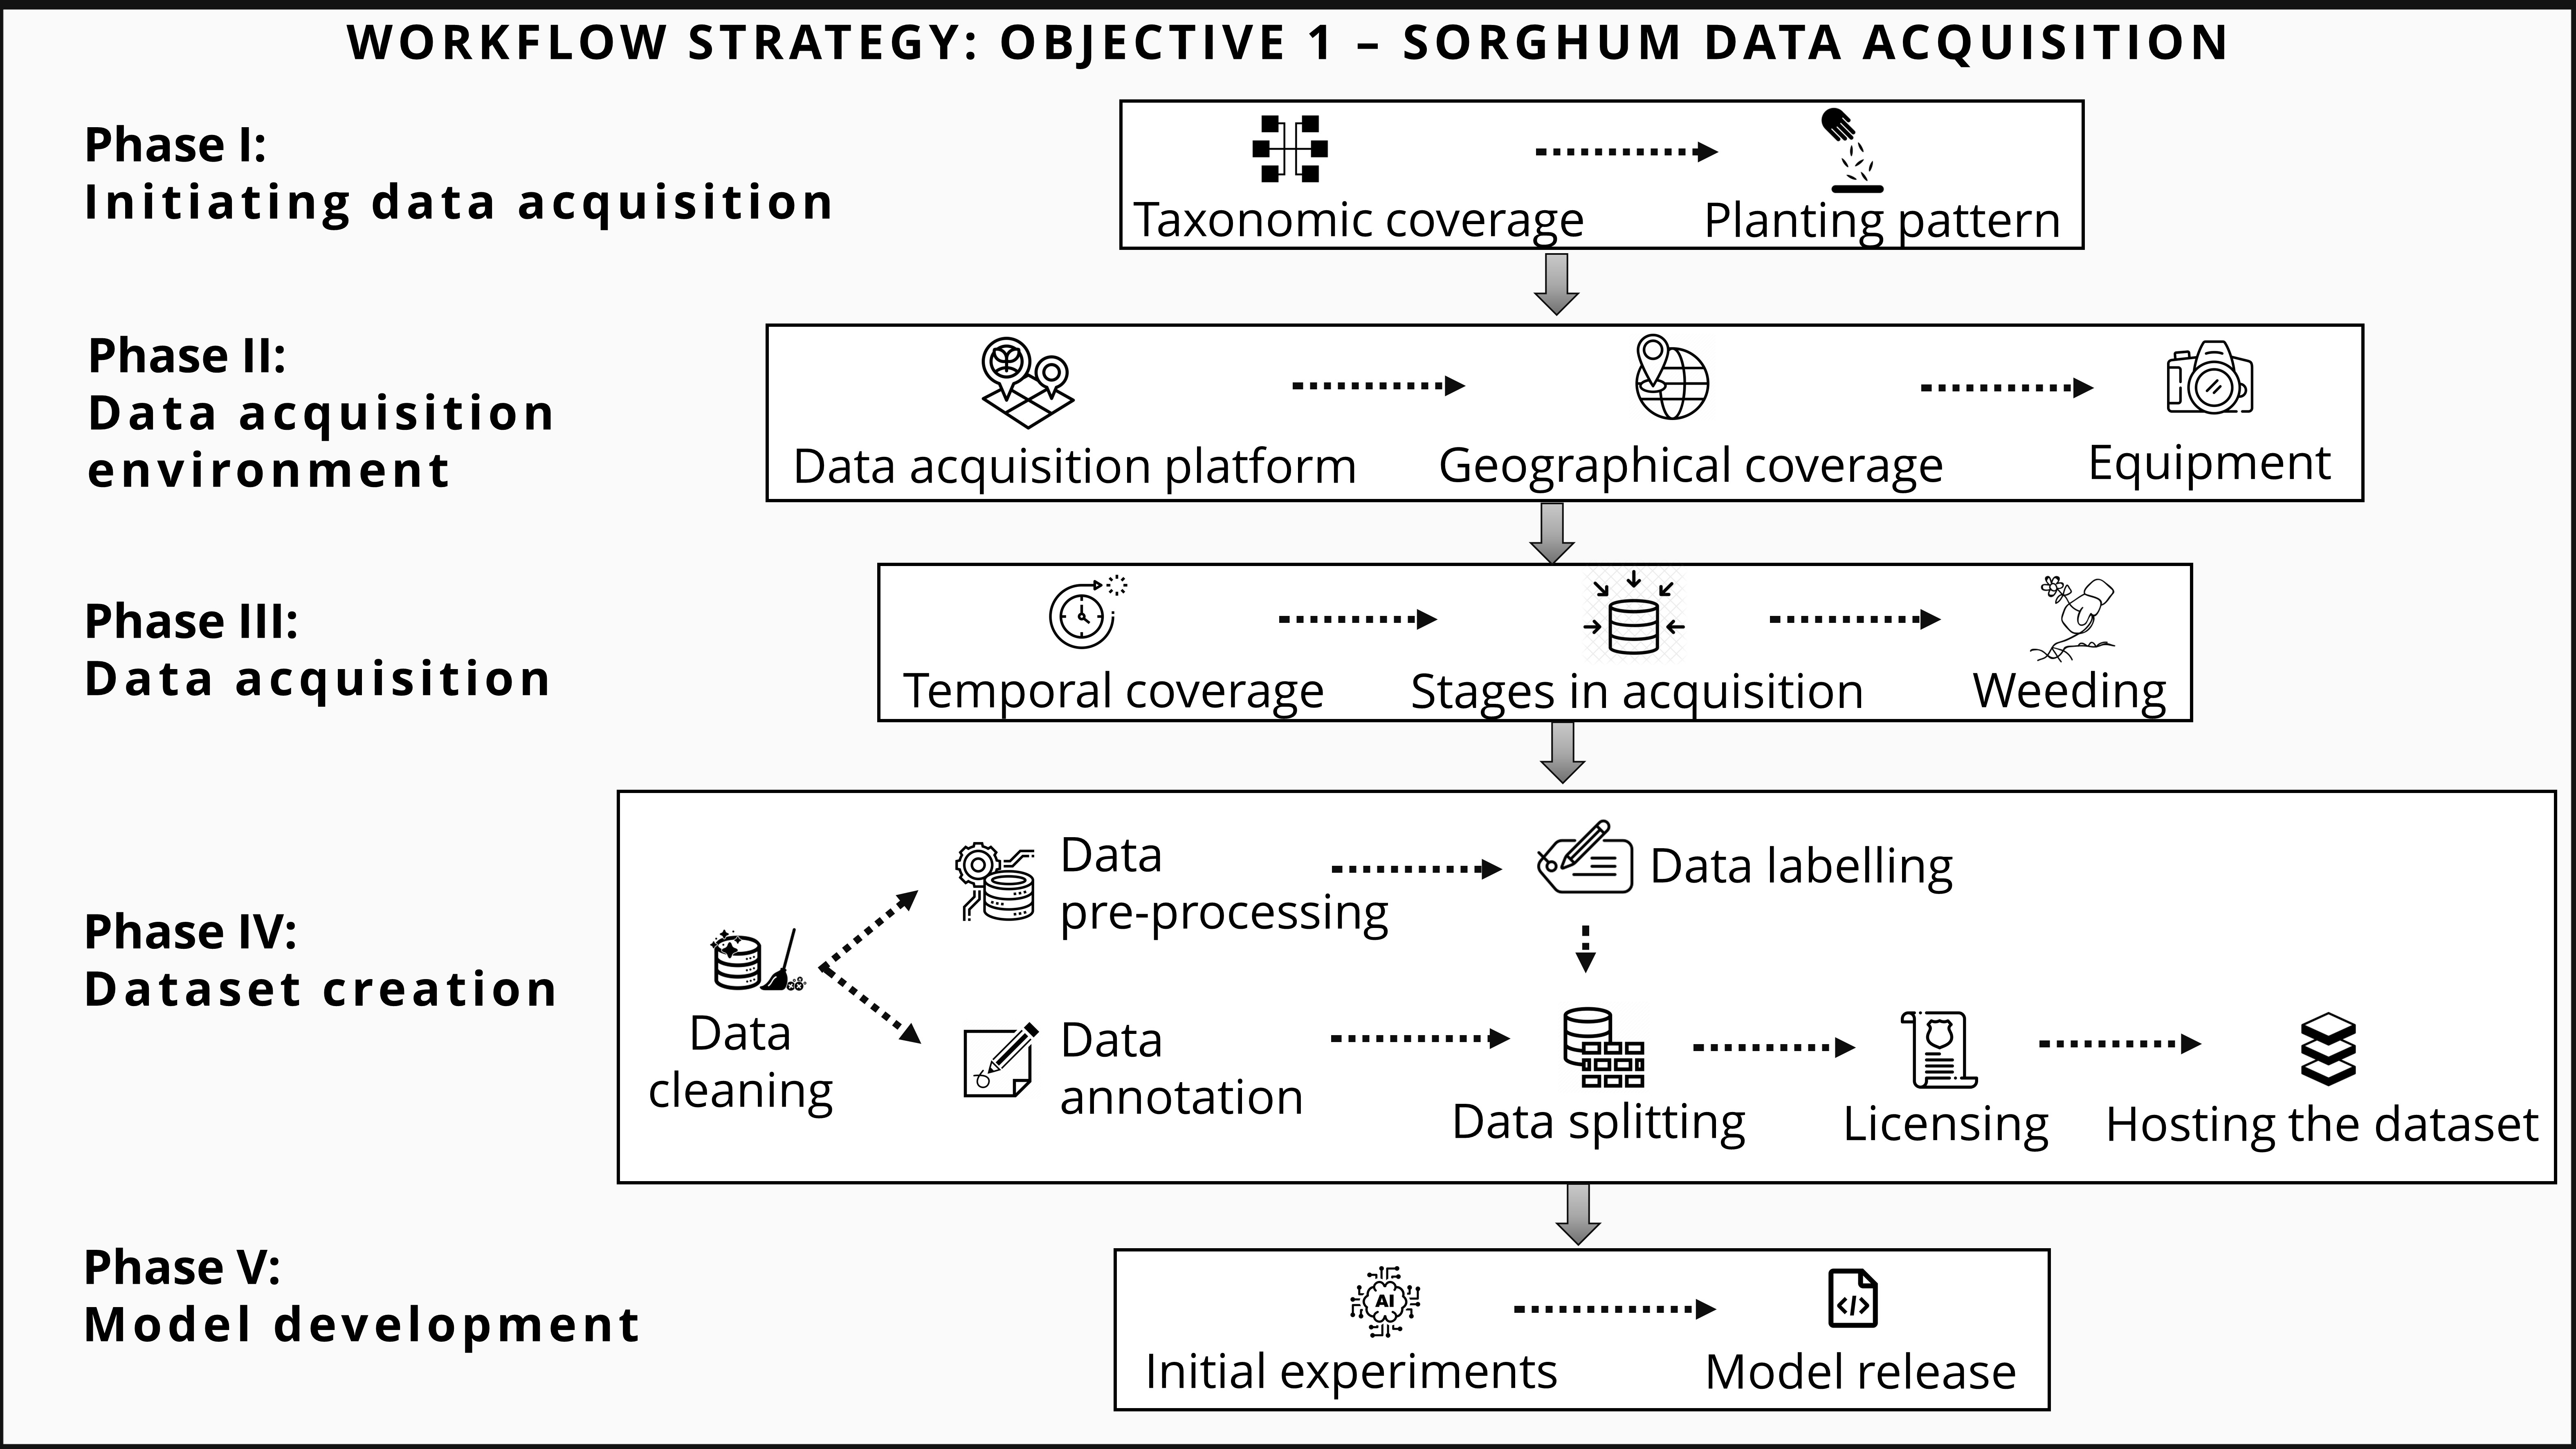 WORKFLOW STRATEGY: OBJECTIVE 1 – SORGHUM DATA ACQUISITION
Phase I:
Initiating data acquisition
Taxonomic coverage
Planting pattern
Phase II:
Data acquisition
environment
Data acquisition platform
Geographical coverage
Equipment
Phase III:
Data acquisition
Temporal coverage
Stages in acquisition
Weeding
Phase IV:
Dataset creation
Data
cleaning
Data
pre-processing
Data labelling
Data
annotation
Data splitting
Licensing
Hosting the dataset
Phase V:
Model development
AI
</>
Initial experiments
Model release